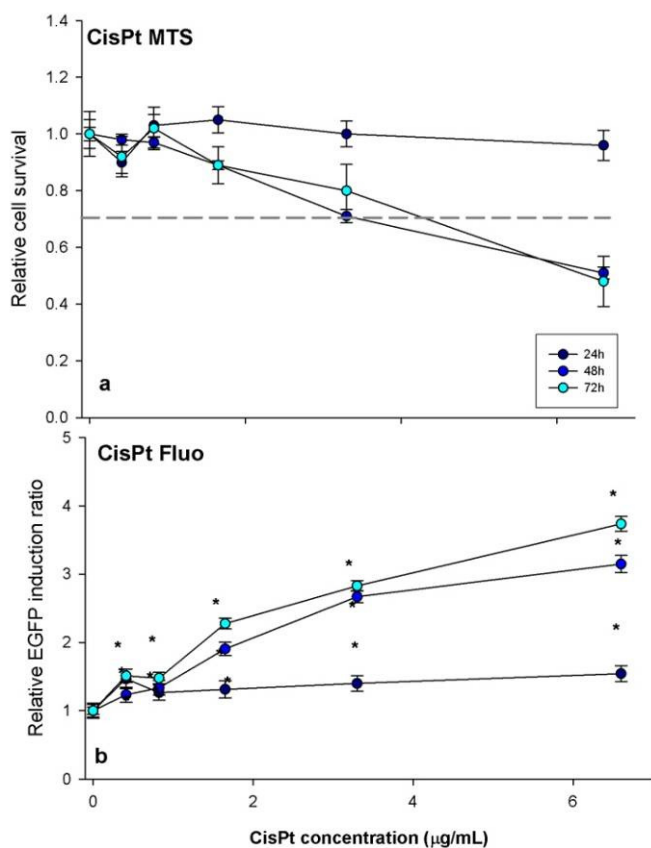 CisPt MTS
1.4
1.2
1.0
0.8
0.6
0.4
0.2
0.0
Relative cell survival
a
24h
48h
72h
CisPt Fluo
5
4
3
2
1
0
Relative EGFP induction ratio
* * * * * * * * * * * *
b
0 2 4 6
CisPt concentration (μg/mL)